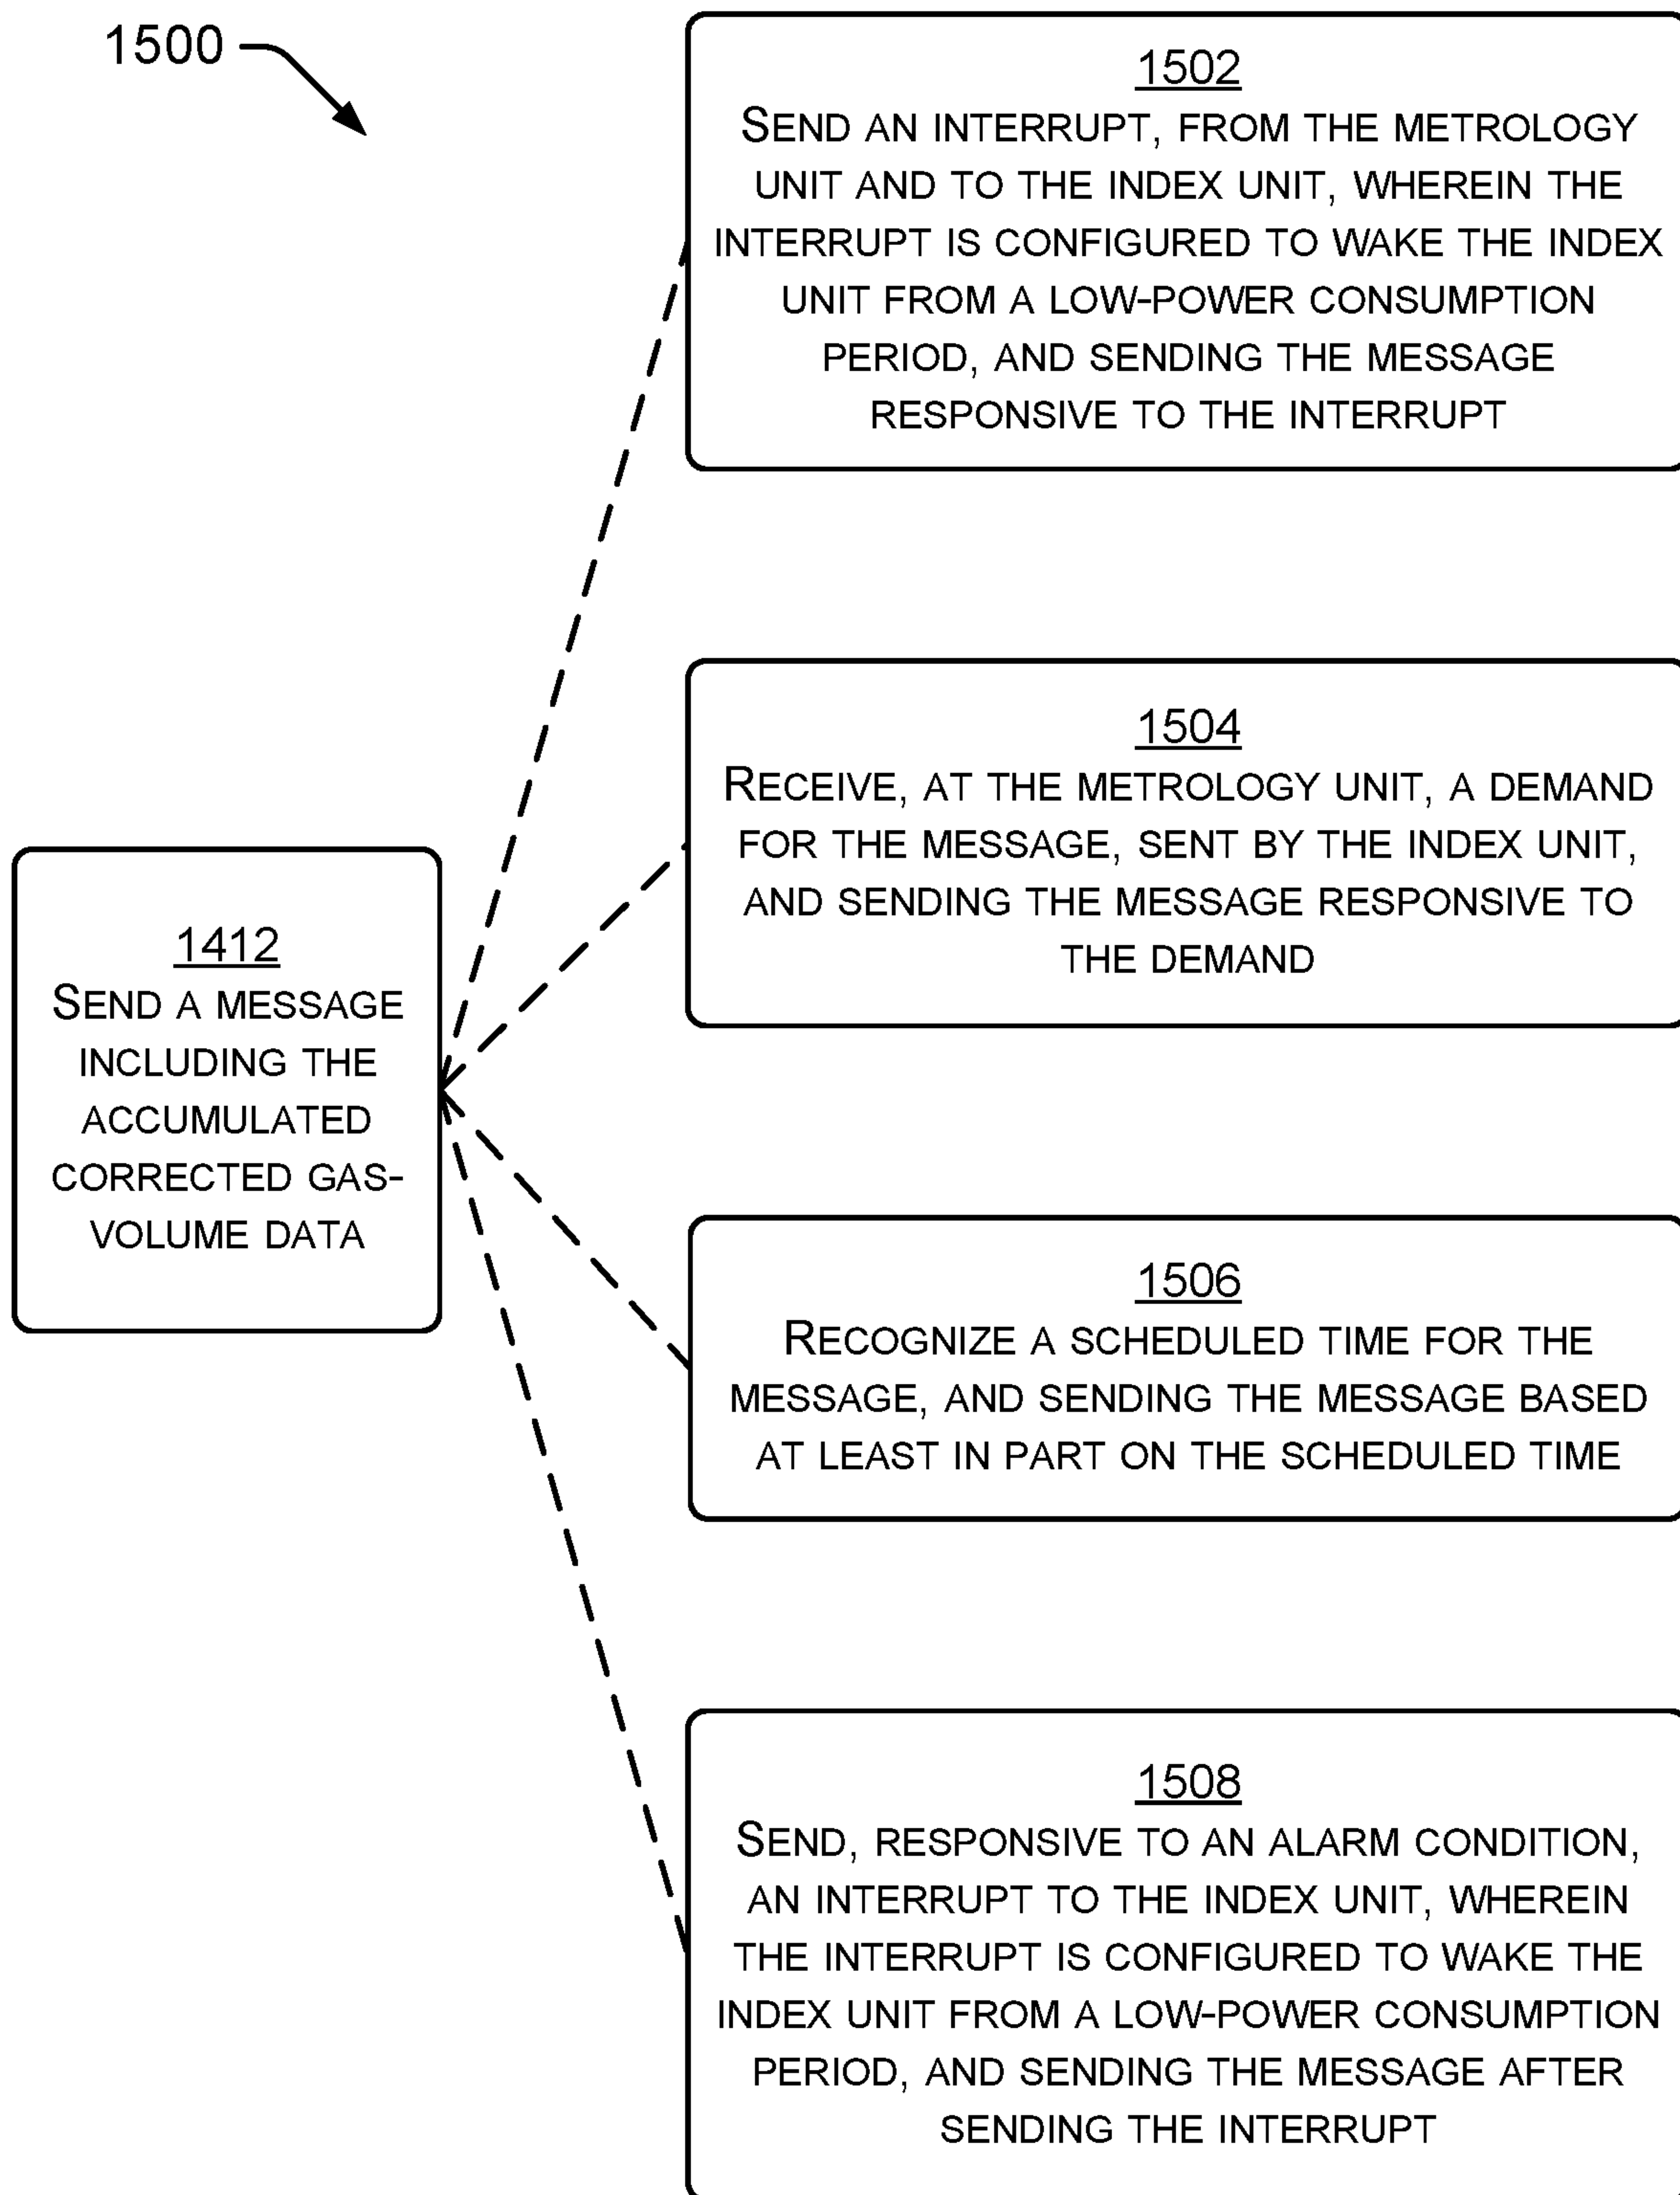 1500
1502
SEND AN INTERRUPT, FROM THE METROLOGY
UNIT AND TO THE INDEX UNIT, WHEREIN THE
INTERRUPT IS CONFIGURED TO WAKE THE INDEX
UNIT FROM A LOW-POWER CONSUMPTION
PERIOD, AND SENDING THE MESSAGE
RESPONSIVE TO THE INTERRUPT
1504
RECEIVE, AT THE METROLOGY UNIT, A DEMAND
FOR THE MESSAGE, SENT BY THE INDEX UNIT,
AND SENDING THE MESSAGE RESPONSIVE TO
THE DEMAND
1412
SEND A MESSAGE
INCLUDING THE
ACCUMULATED
CORRECTED GAS-
VOLUME DATA
1506
RECOGNIZE A SCHEDULED TIME FOR THE
MESSAGE, AND SENDING THE MESSAGE BASED
AT LEAST IN PART ON THE SCHEDULED TIME
1508
SEND, RESPONSIVE TO AN ALARM CONDITION,
AN INTERRUPT TO THE INDEX UNIT, WHEREIN
THE INTERRUPT IS CONFIGURED TO WAKE THE
INDEX UNIT FROM A LOW-POWER CONSUMPTION
PERIOD, AND SENDING THE MESSAGE AFTER
SENDING THE INTERRUPT